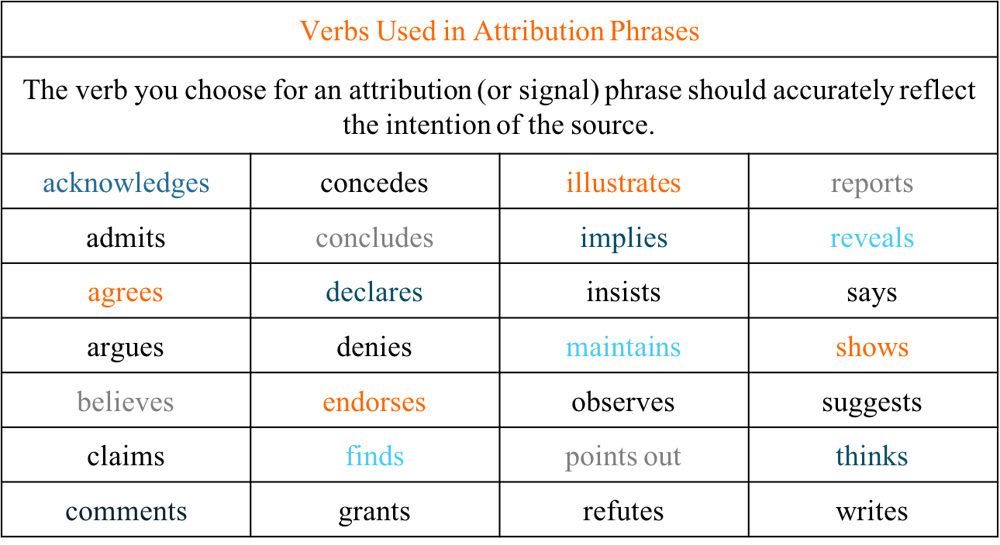 Verbs Used in Attribution Phrases
The verb you choose for an attribution (or signal) phrase should accurately reflect
the intention of the source.
acknowledges concedes illustrates reports
admits concludes implies reveals
agrees declares insists says
argues denies maintains shows
believes endorses observes suggests
claims finds points out thinks
comments grants refutes writes